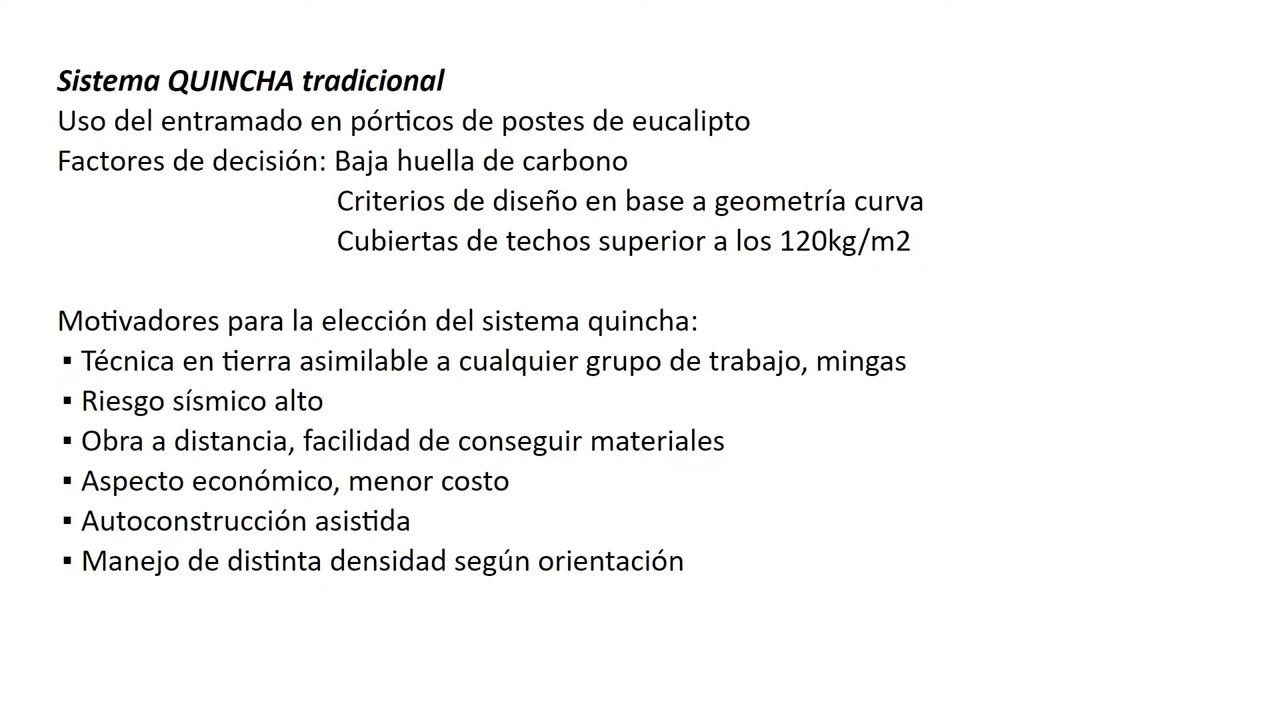 Sistema QUINCHA tradicional
Uso del entramado en pórticos de postes de eucalipto
Factores de decisión: Baja huella de carbono
Criterios de diseño en base a geometría curva
Cubiertas de techos superior a los 120kg/m2
Motivadores para la elección del sistema quincha:
▪ Técnica en tierra asimilable a cualquier grupo de trabajo, mingas
▪ Riesgo sísmico alto
▪ Obra a distancia, facilidad de conseguir materiales
▪ Aspecto económico, menor costo
▪ Autoconstrucción asistida
▪ Manejo de distinta densidad según orientación